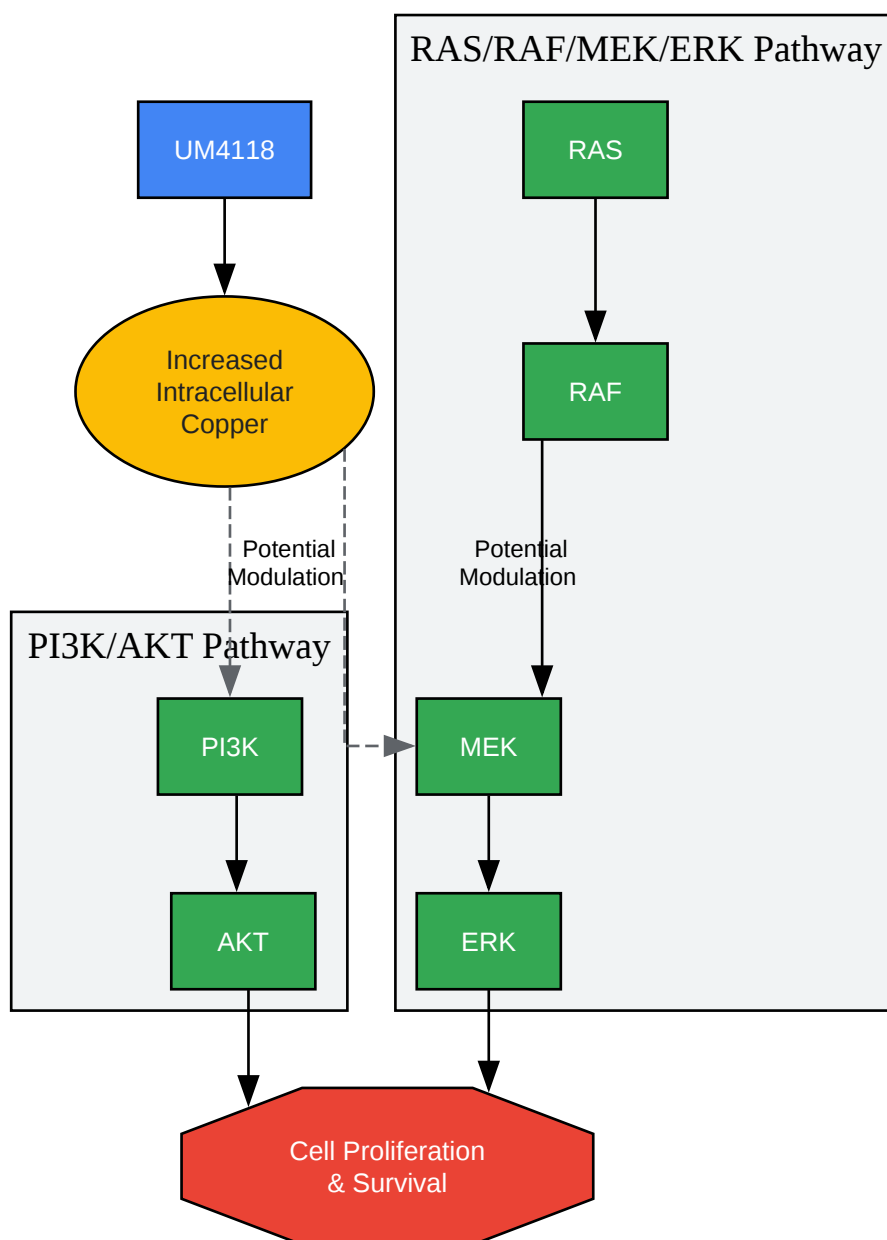 RAS/RAF/MEK/ERK Pathway
UM4118
RAS
Increased
Intracellular
Copper
RAF
Potential
Modulation
Potential
Modulation
PI3K/AKT Pathway
PI3K
MEK
AKT
ERK
Cell Proliferation
& Survival